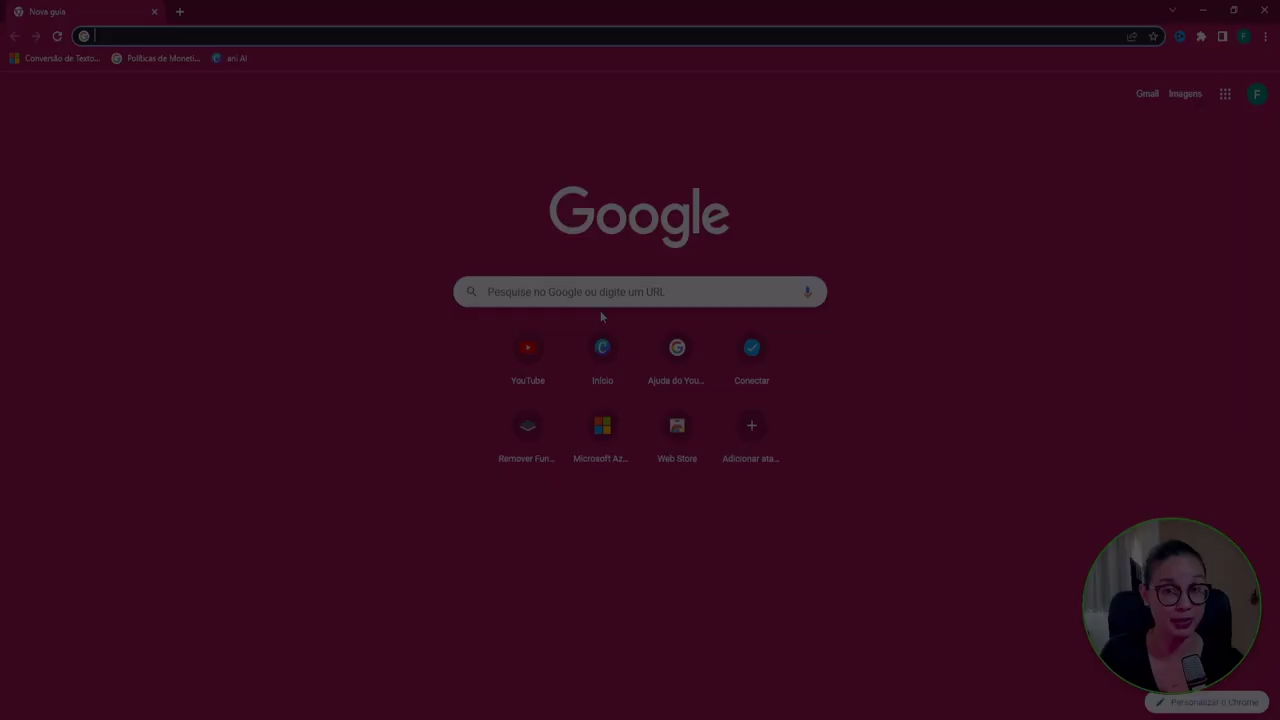 Nova guia
Conversão de Texto... Políticas de Moneti... ani AI
Gmail Imagens
F
Google
Pesquise no Google ou digite um URL
YouTube Início Ajuda do You... Conectar
Remover Fun... Microsoft Az... Web Store Adicionar ata...
Personalizar o Chrome